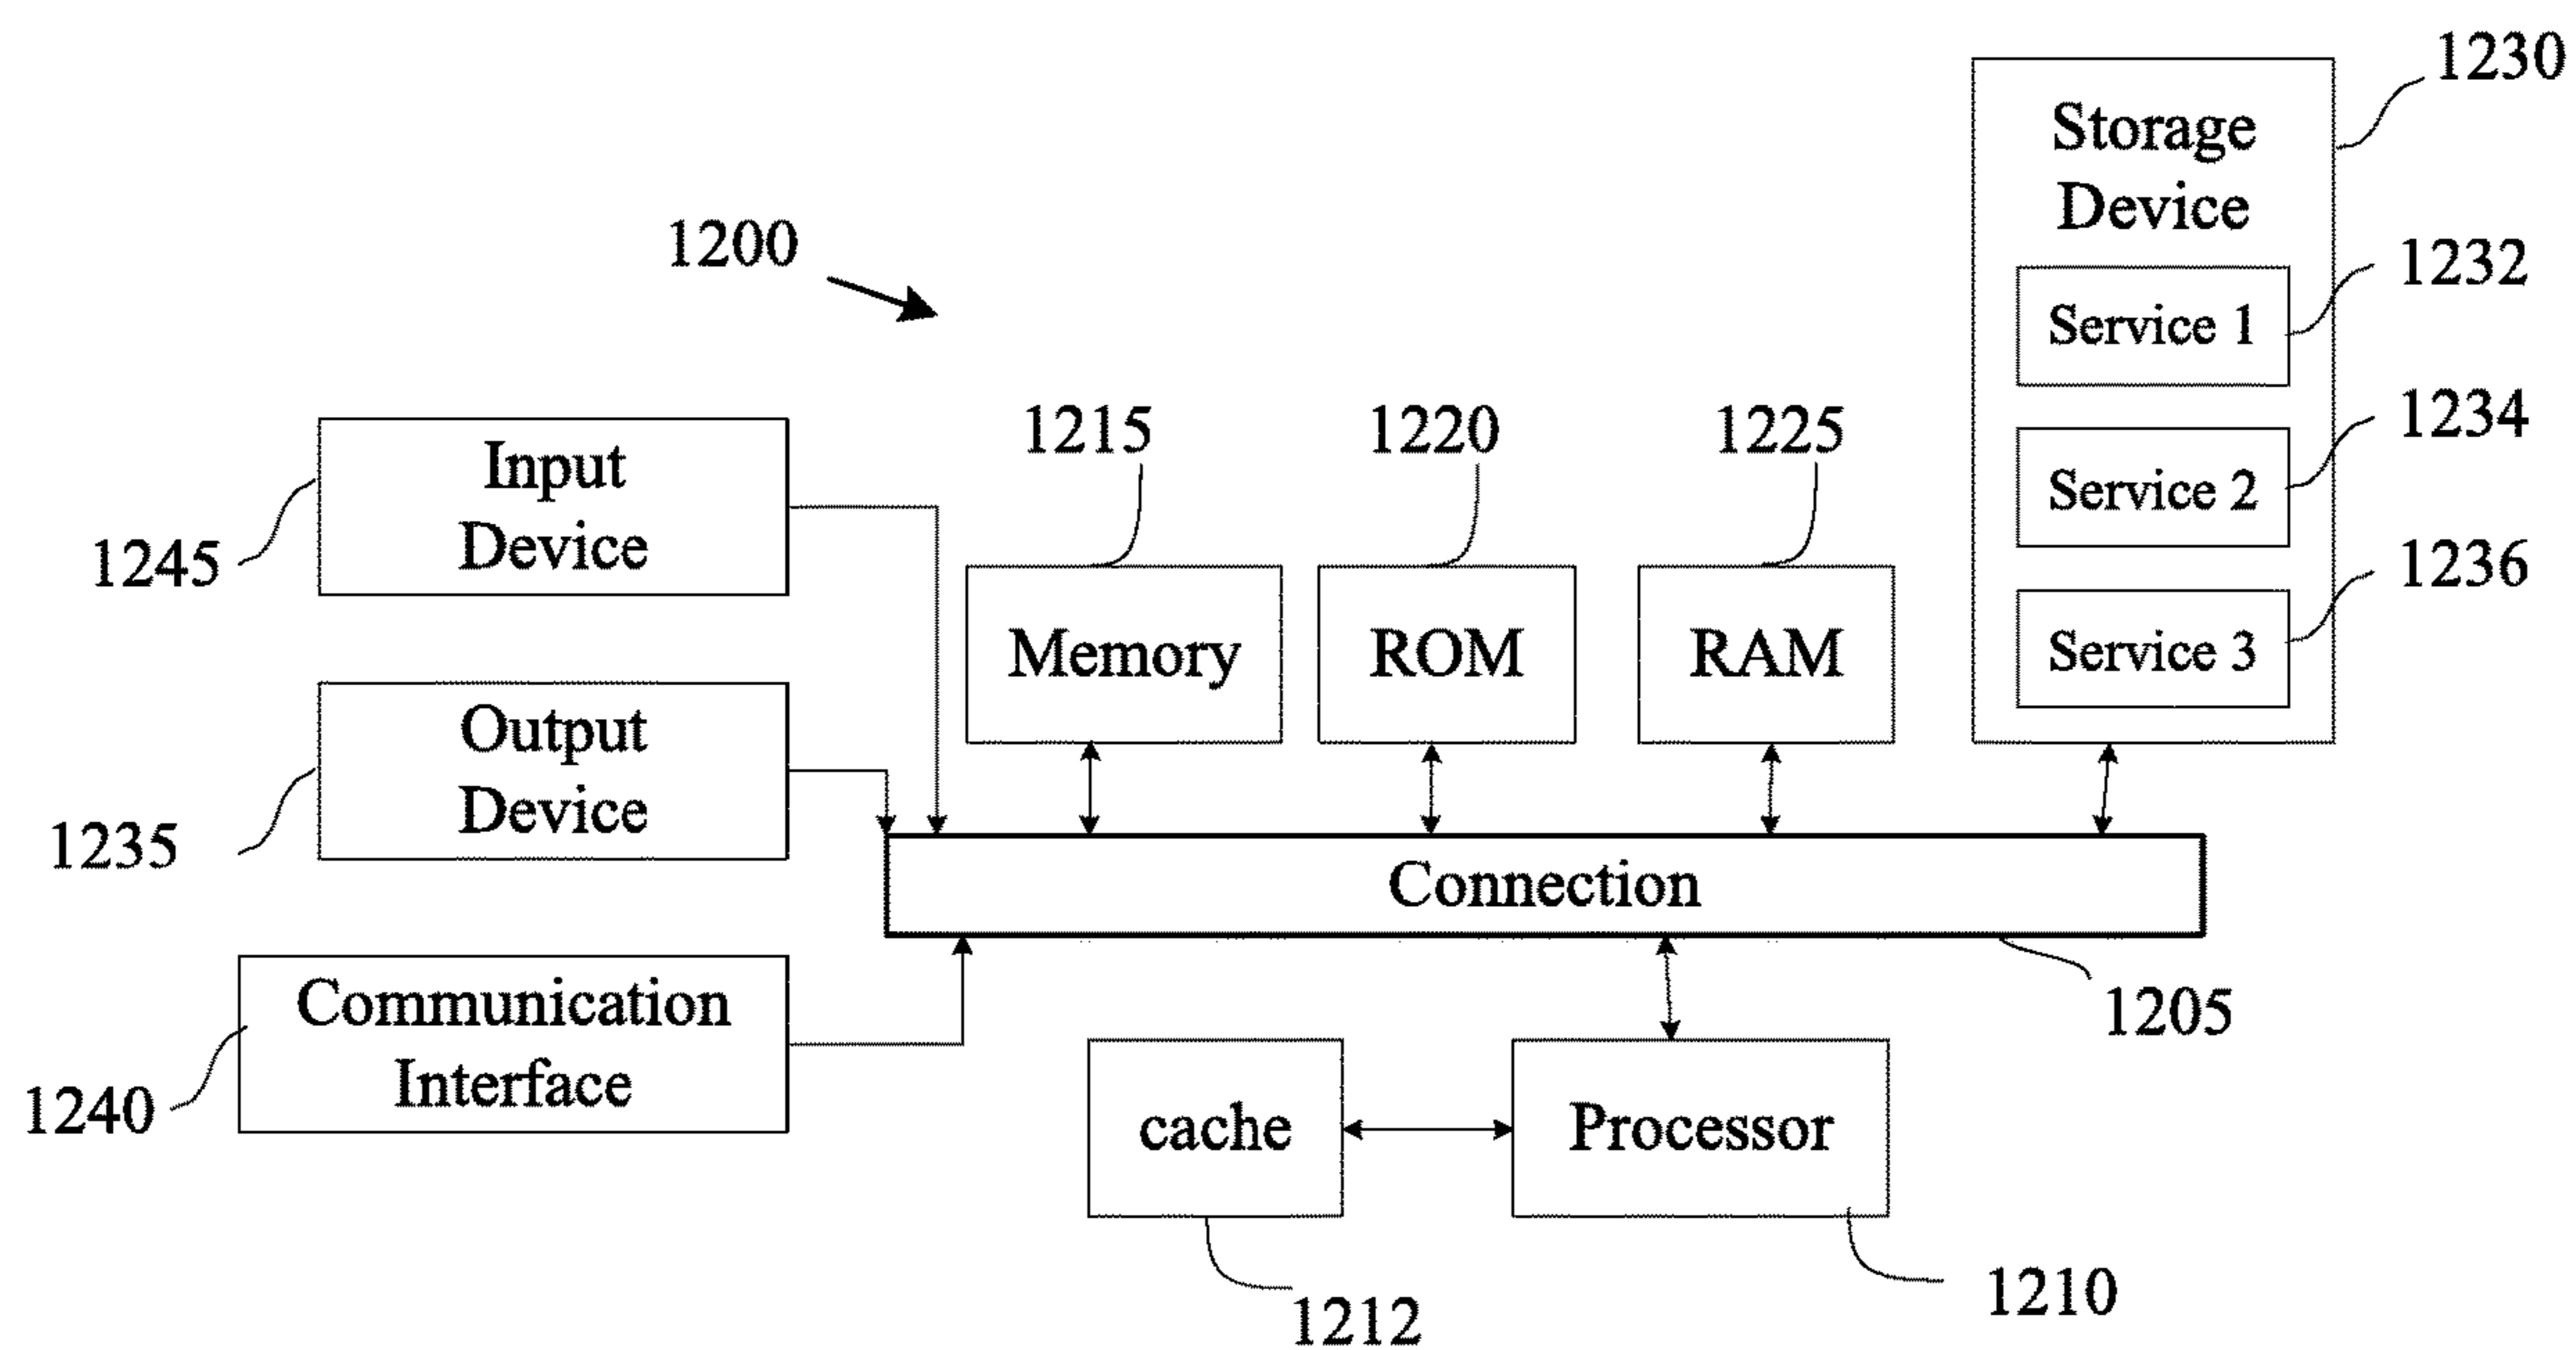 1230
Storage
Device
1200
1232
Service 1
1215
1220
1225
1234
Input
Device
Service 2
1245
1236
Memory
ROM
RAM
Service 3
Output
Device
1235
Connection
Communication
Interface
1205
1240
cache
Processor
1210
1212